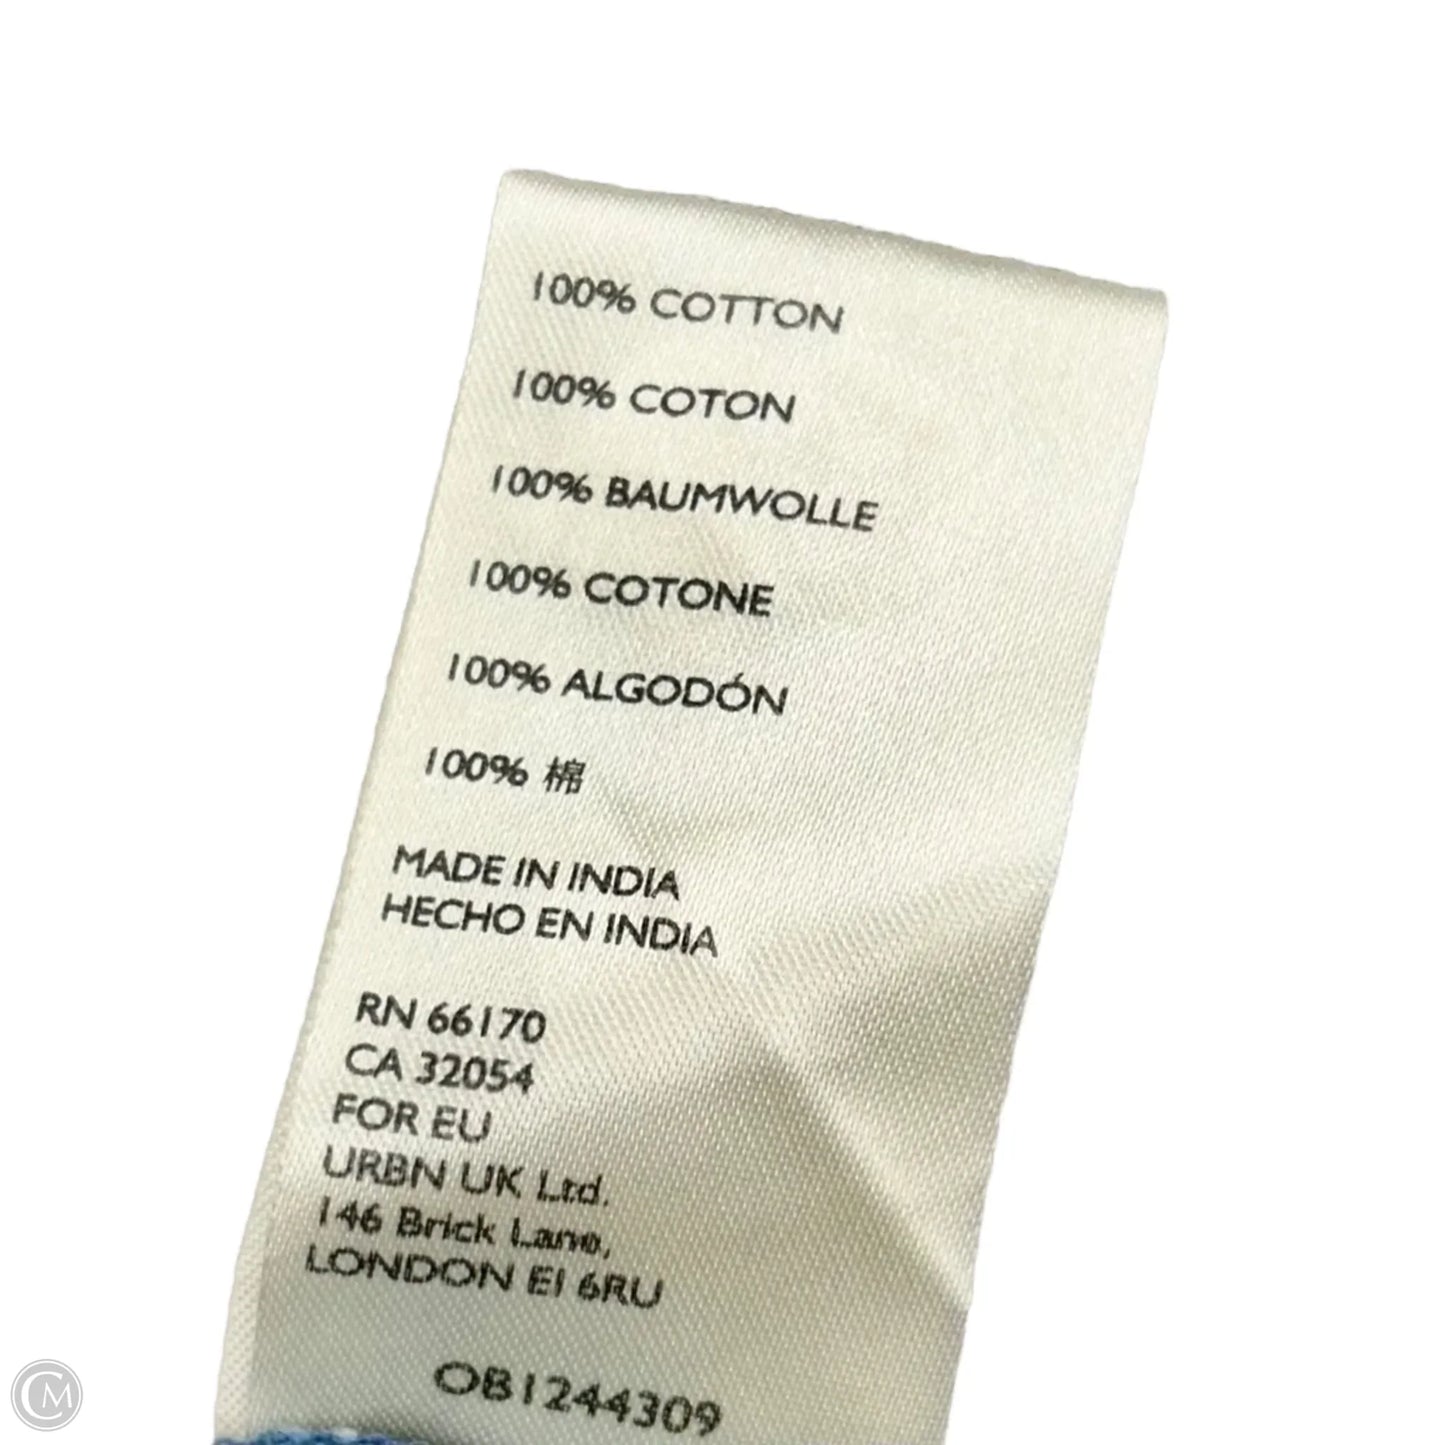 100% COTTON
100% COTON
100% BAUMWOLLE
100% COTONE
100% ALGODÓN
100% 棉
MADE IN INDIA
HECHO EN INDIA
RN 66170
CA 32054
FOR EU
URBN UK Ltd.
146 Brick Lane,
LONDON E1 6RU
OB1244309
CM